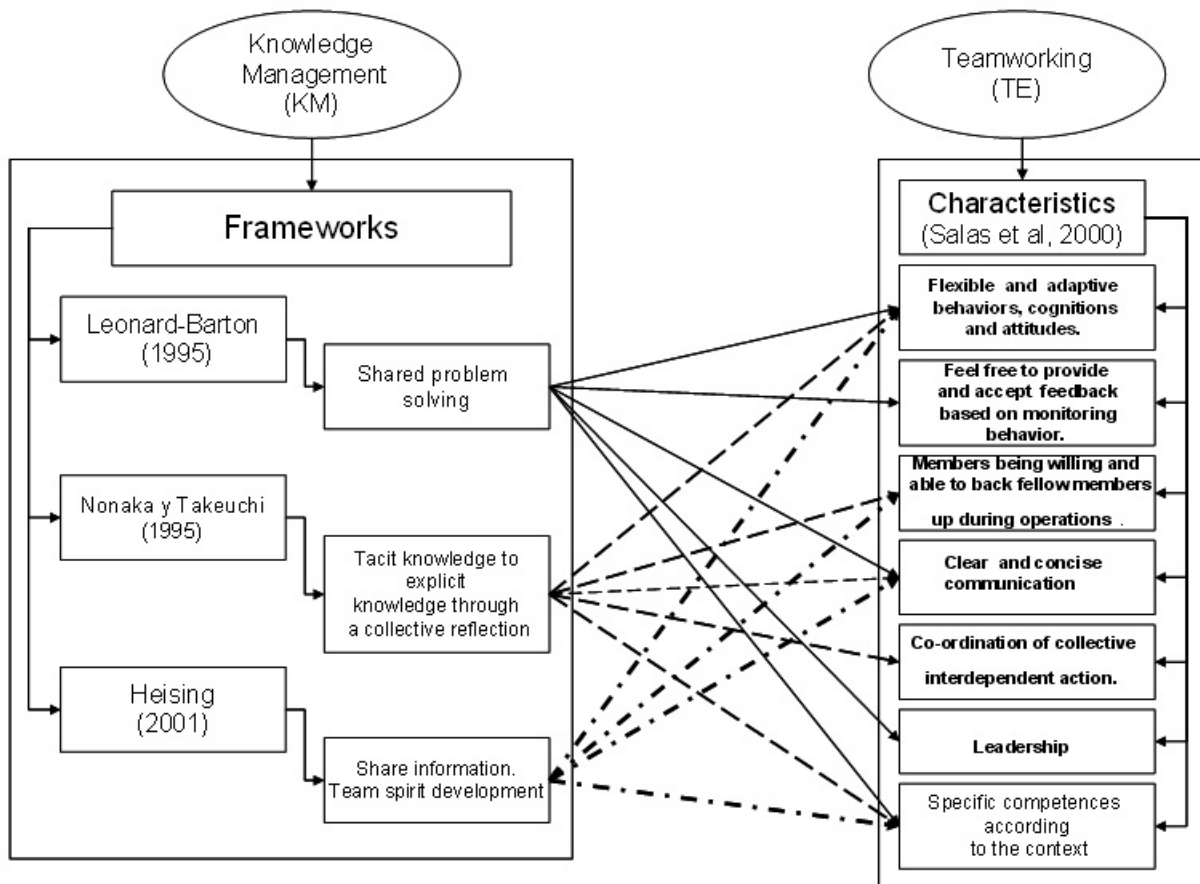 Knowledge
Management
(KM)
Teamworking
(TE)
Frameworks
Leonard-Barton
(1995)
Shared problem
solving
Nonaka y Takeuchi
(1995)
Tacit knowledge to
explicit
knowledge through
a collective reflection
Heising
(2001)
Share information.
Team spirit development
Characteristics
(Salas et al, 2000)
Flexible and adaptive
behaviors, cognitions
and attitudes.
Feel free to provide
and accept feedback
based on monitoring
behavior.
Members being willing and
able to back fellow members
up during operations .
Clear and concise
communication
Co-ordination of collective
interdependent action.
Leadership
Specific competences
according
to the context